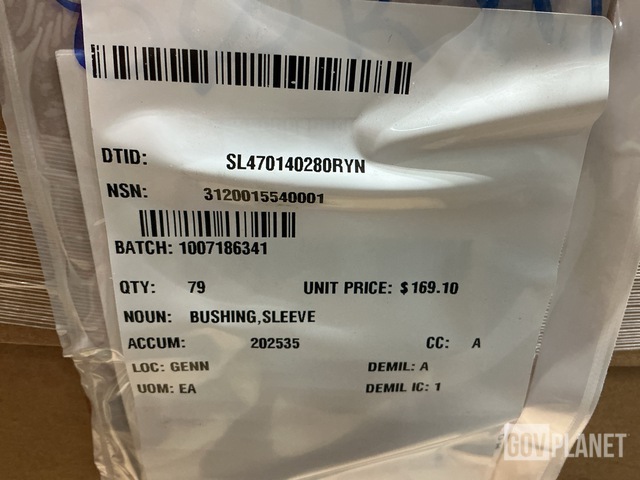 DTID: SL470140280RYN
NSN: 3120015540001
BATCH: 1007186341
QTY: 79 UNIT PRICE: $169.10
NOUN: BUSHING,SLEEVE
ACCUM: 202535 CC: A
LOC: GENN DEMIL: A
UOM: EA DEMIL IC: 1
GOVPLANET